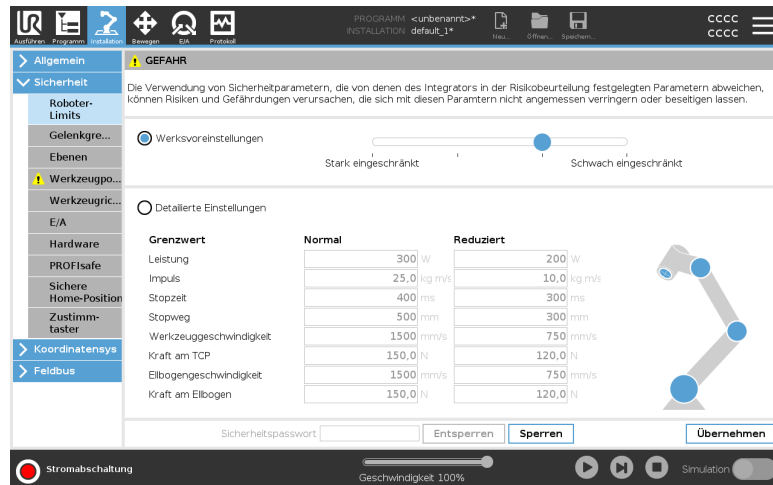 UR
PROGRAMM <unbenannt>*
INSTALLATION default_1*
Ausführen Programm Installation Bewegen E/A Protokoll Neu... Öffnen... Speichern...
cccc
cccc
Allgemein
Sicherheit
Roboter-
Limits
Gelenkgre...
Ebenen
Werkzeugpo...
Werkzeugric...
E/A
Hardware
PROFIsafe
Sichere
Home-Position
Zustimm-
taster
Koordinatensys
Feldbus
GEFAHR
Die Verwendung von Sicherheitparametern, die von denen des Integrators in der Risikobeurteilung festgelegten Parametern abweichen,
können Risiken und Gefährdungen verursachen, die sich mit diesen Paramtern nicht angemessen verringern oder beseitigen lassen.
Werksvoreinstellungen
Stark eingeschränkt Schwach eingeschränkt
Detailierte Einstellungen
Grenzwert Normal Reduziert
Leistung 300 W 200 W
Impuls 25,0 kg m/s 10,0 kg m/s
Stopzeit 400 ms 300 ms
Stopweg 500 mm 300 mm
Werkzeuggeschwindigkeit 1500 mm/s 750 mm/s
Kraft am TCP 150,0 N 120,0 N
Ellbogengeschwindigkeit 1500 mm/s 750 mm/s
Kraft am Ellbogen 150,0 N 120,0 N
Sicherheitspasswort Entsperren Sperren Übernehmen
Stromabschaltung
Geschwindigkeit 100%
Simulation